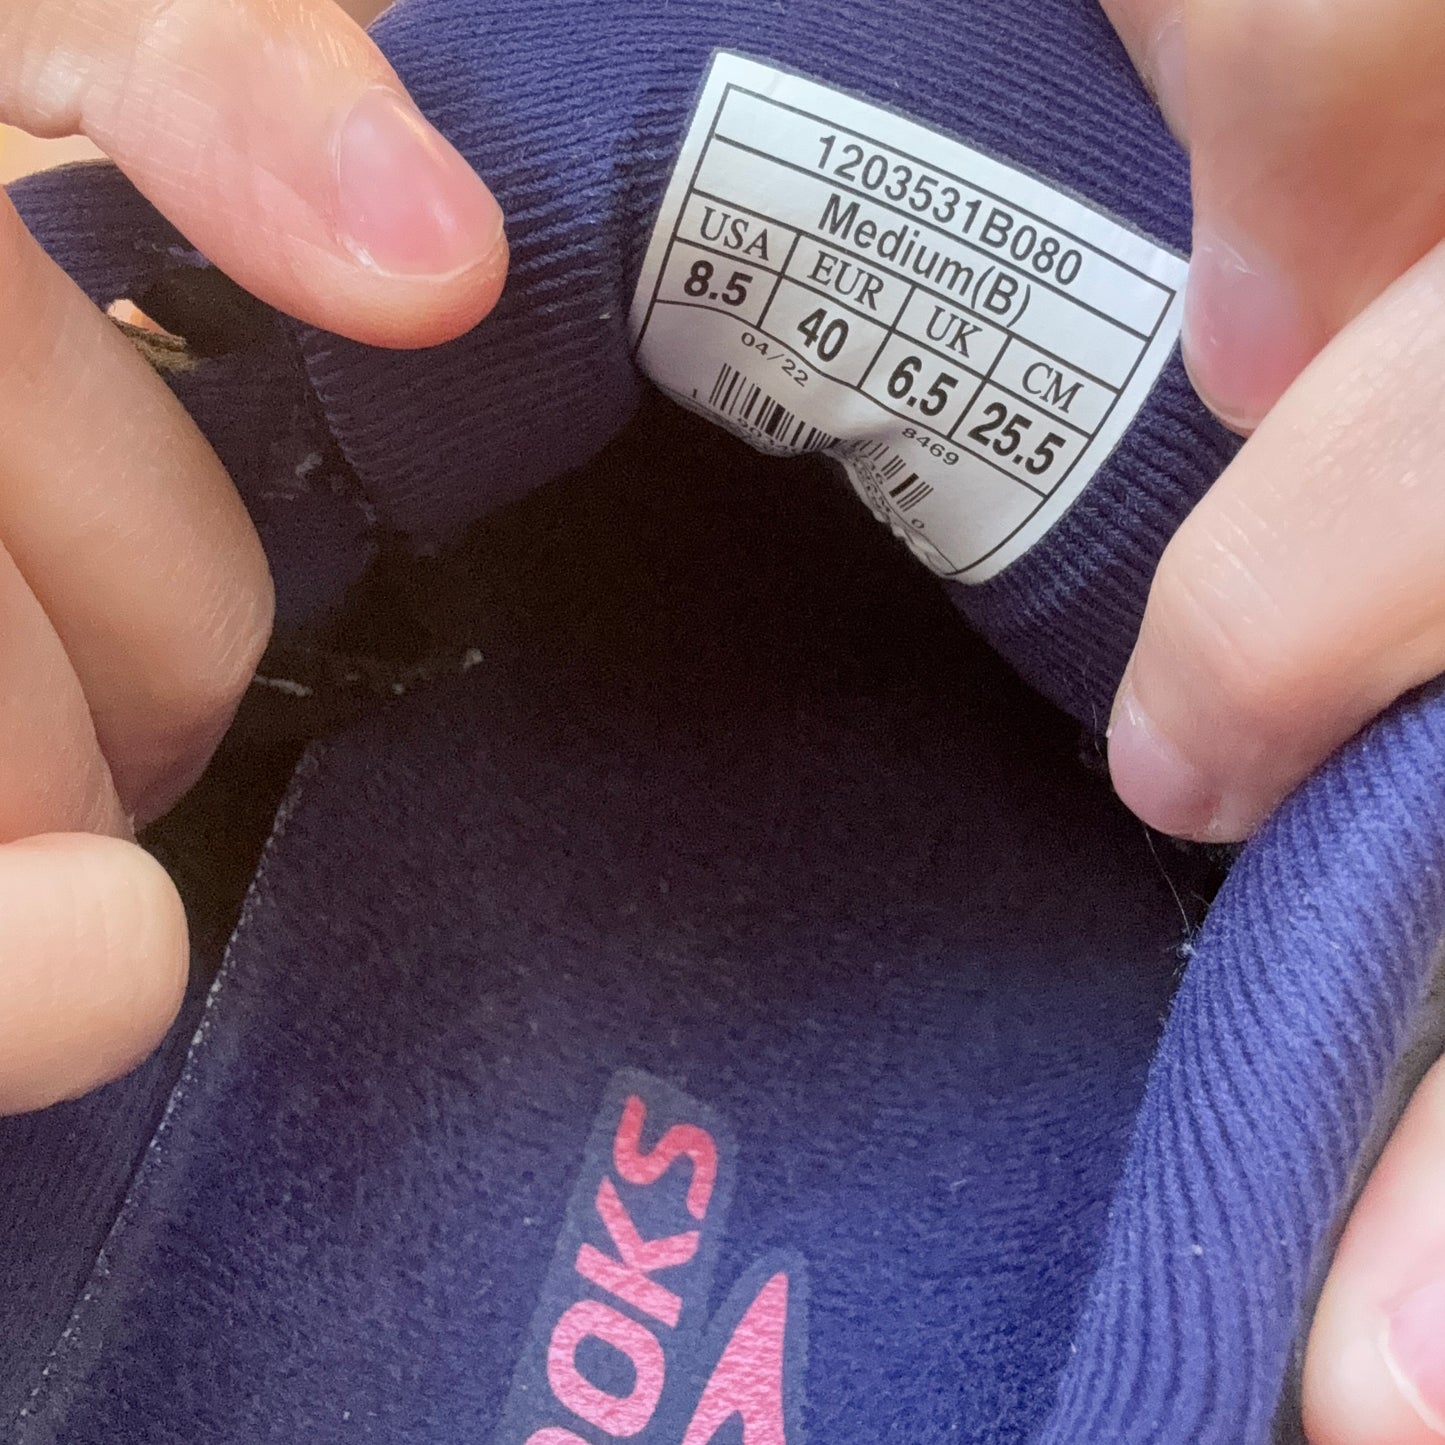 1203531B080
Medium(B)
USA EUR UK CM
8.5 40 6.5 25.5
04/22 8469
OOKS